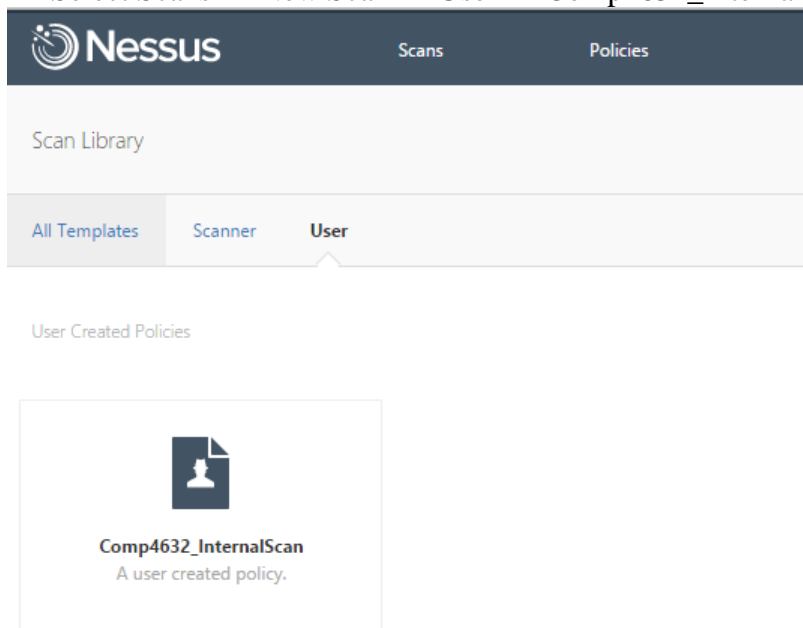 Nessus Scans Policies
Scan Library
All Templates Scanner User
User Created Policies
Comp4632_InternalScan
A user created policy.